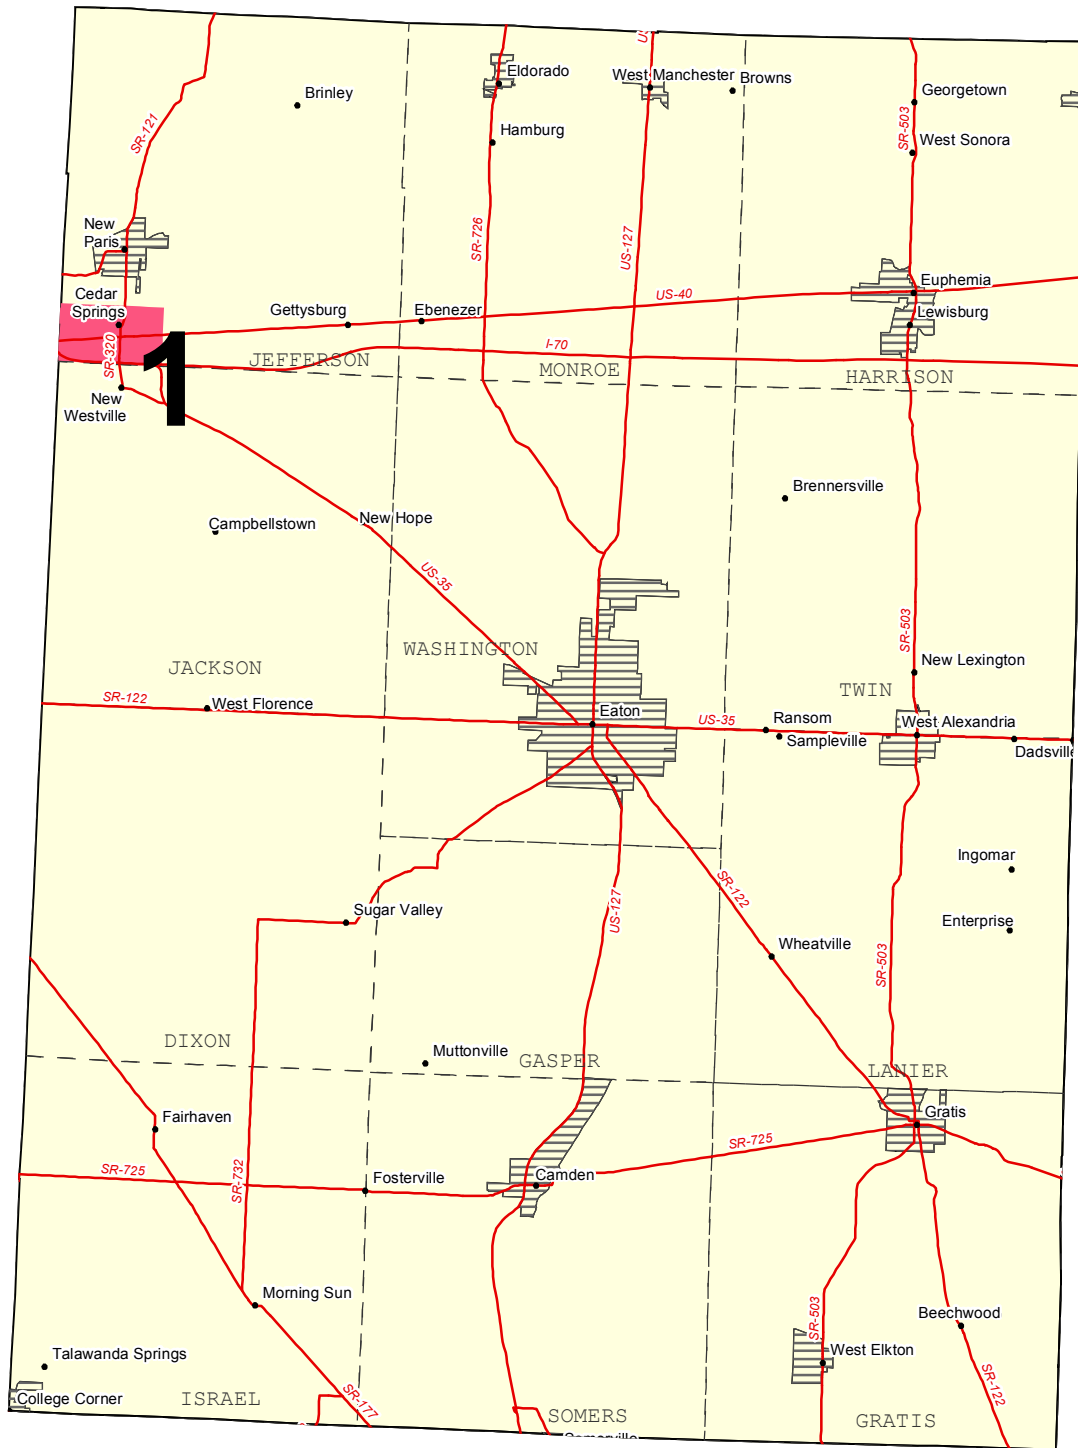 US
Eldorado
West Manchester
Browns
Brinley
Georgetown
SR-121
Hamburg
SR-503
West Sonora
New
Paris
SR-726
US-127
Cedar
Springs
Euphemia
US-40
Gettysburg
Ebenezer
Lewisburg
SR-320
1
I-70
JEFFERSON
MONROE
HARRISON
New
Westville
Brennersville
Campbellstown
New Hope
US-35
SR-503
WASHINGTON
JACKSON
New Lexington
TWIN
SR-122
West Florence
Eaton
US-35
Ransom
Sampleville
West Alexandria
Dadsville
Ingomar
SR-122
Sugar Valley
US-127
Enterprise
Wheatville
SR-503
DIXON
Muttonville
GASPER
LANIER
Fairhaven
Gratis
SR-725
SR-725
SR-732
Fosterville
Camden
Morning Sun
SR-503
Beechwood
Talawanda Springs
West Elkton
College Corner
ISRAEL
SR-177
SOMERS
SR-122
GRATIS
Somerville